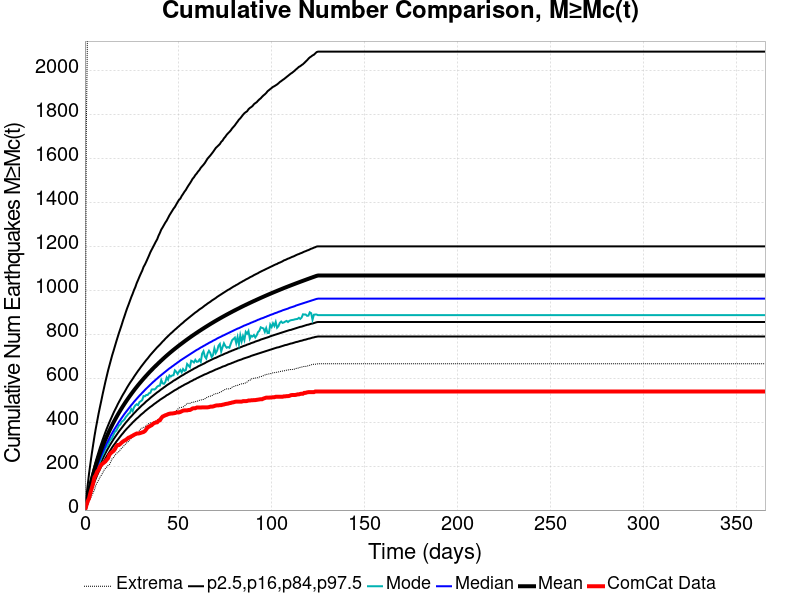 Cumulative Number Comparison, M≥Mc(t)
Cumulative Num Earthquakes M≥Mc(t)
2000
1800
1600
1400
1200
1000
800
600
400
200
0
0 50 100 150 200 250 300 350
Time (days)
Extrema p2.5,p16,p84,p97.5 Mode Median Mean ComCat Data